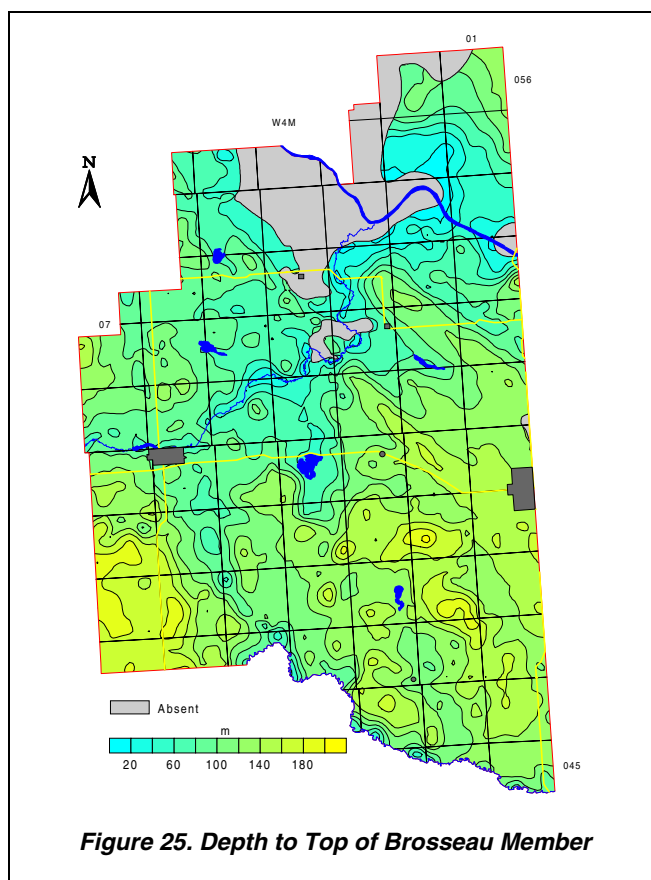 01
056
W4M
N
07
Absent
m
20 60 100 140 180
045
Figure 25. Depth to Top of Brosseau Member